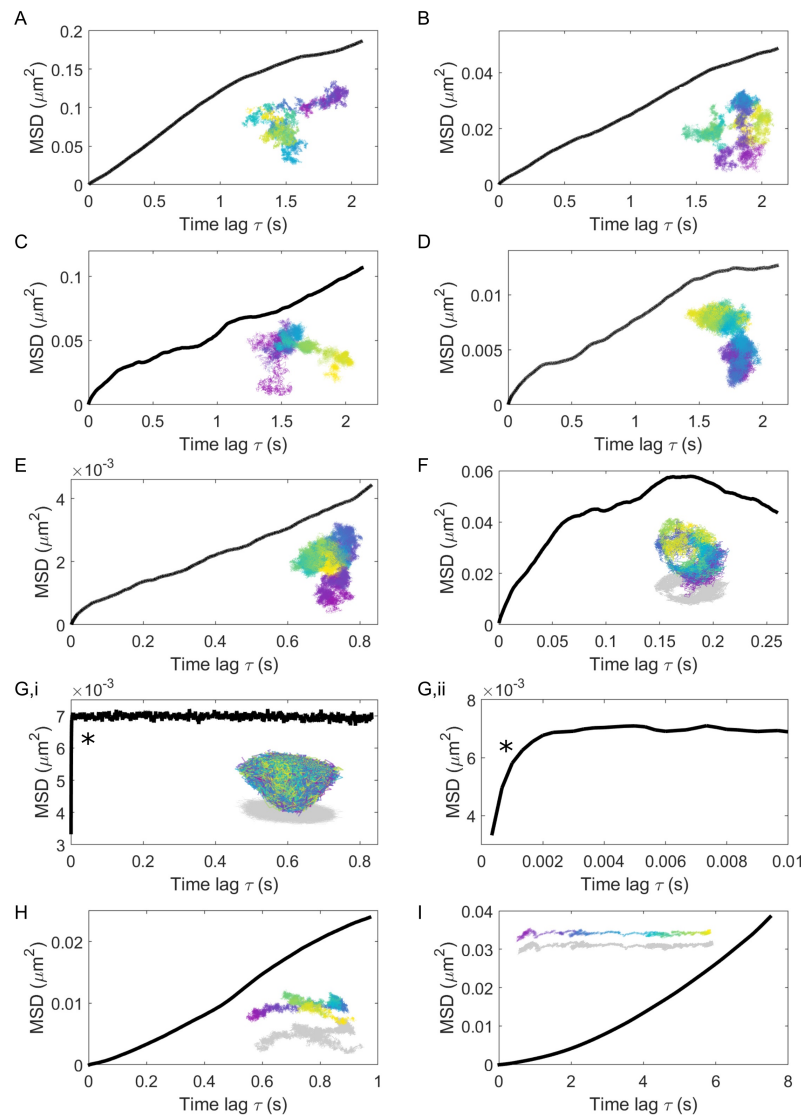 A
B
0.2
0.15
0.1
0.05
0
MSD (μm²)
0 0.5 1 1.5 2
Time lag τ (s)
0.04
0.02
0
MSD (μm²)
0 0.5 1 1.5 2
Time lag τ (s)
C
D
0.1
0.05
0
MSD (μm²)
0 0.5 1 1.5 2
Time lag τ (s)
0.01
0.005
0
MSD (μm²)
0 0.5 1 1.5 2
Time lag τ (s)
E
F
×10⁻³
4
2
0
MSD (μm²)
0 0.2 0.4 0.6 0.8
Time lag τ (s)
0.06
0.04
0.02
0
MSD (μm²)
0 0.05 0.1 0.15 0.2 0.25
Time lag τ (s)
G,i
G,ii
×10⁻³
7
6
5
4
3
MSD (μm²)
*
0 0.2 0.4 0.6 0.8
Time lag τ (s)
×10⁻³
8
6
4
MSD (μm²)
*
0 0.002 0.004 0.006 0.008 0.01
Time lag τ (s)
H
I
0.02
0.01
0
MSD (μm²)
0 0.2 0.4 0.6 0.8 1
Time lag τ (s)
0.04
0.03
0.02
0.01
0
MSD (μm²)
0 2 4 6 8
Time lag τ (s)